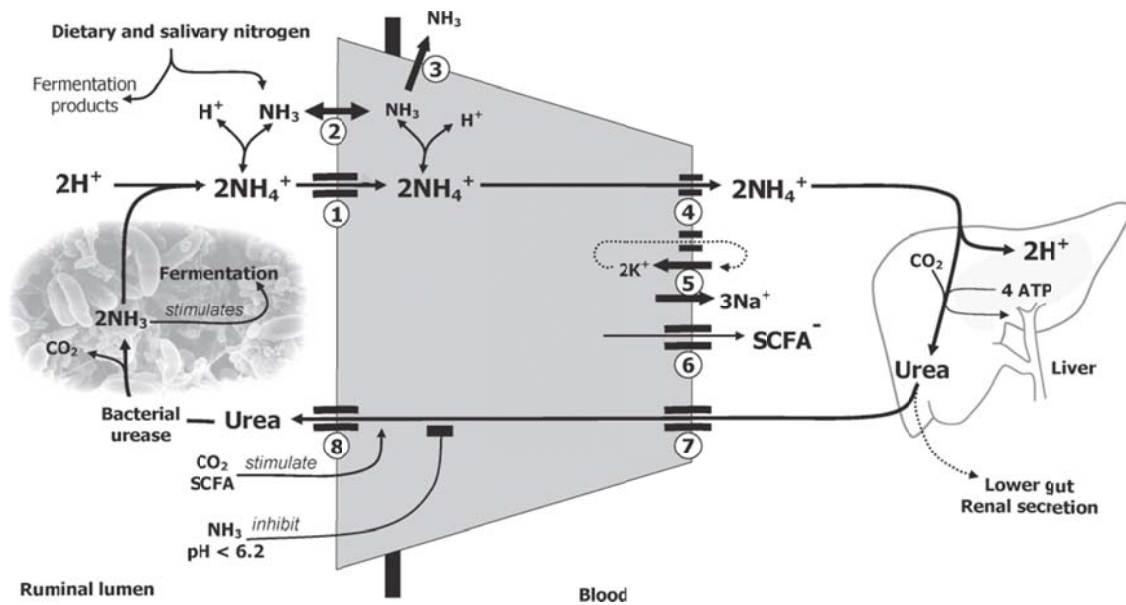 NH₃
Dietary and salivary nitrogen
3
Fermentation
products
H⁺
NH₃
2
NH₃
H⁺
2H⁺
2NH₄⁺
1
2NH₄⁺
4
2NH₄⁺
2H⁺
CO₂
4 ATP
2K⁺
5
3Na⁺
Fermentation
stimulates
2NH₃
CO₂
6
SCFA⁻
Urea
Liver
Bacterial
urease
Urea
8
7
CO₂
SCFA
stimulate
NH₃
pH < 6.2
inhibit
Lower gut
Renal secretion
Ruminal lumen
Blood